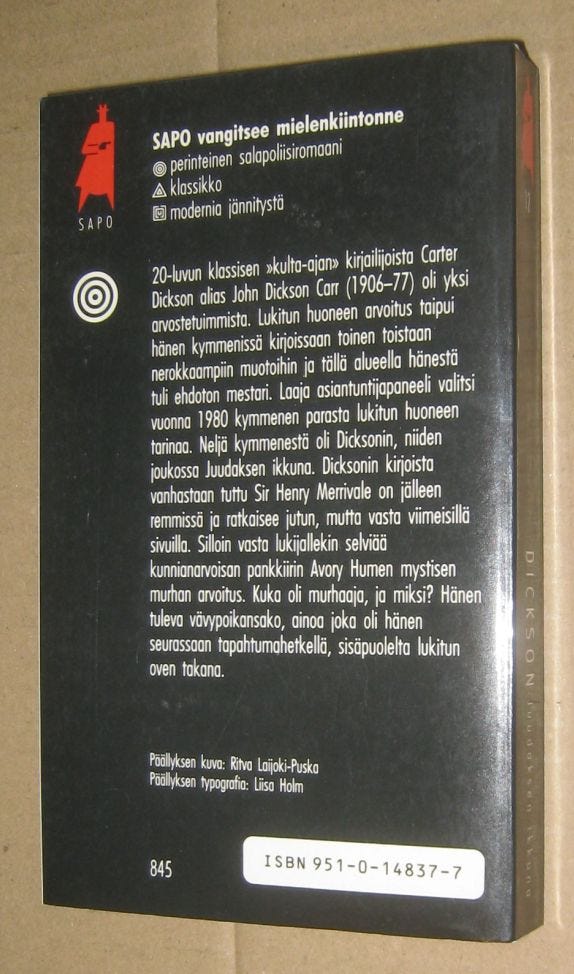 SAPO
SAPO vangitsee mielenkiintonne
perinteinen salapoliisiromaani
klassikko
modernia jännitystä
20-luvun klassisen »kulta-ajan» kirjailijoista Carter
Dickson alias John Dickson Carr (1906–77) oli yksi
arvostetuimmista. Lukitun huoneen arvoitus taipui
hänen kymmenissä kirjoissaan toinen toistaan
nerokkaampiin muotoihin ja tällä alueella hänestä
tuli ehdoton mestari. Laaja asiantuntijapaneeli valitsi
vuonna 1980 kymmenen parasta lukitun huoneen
tarinaa. Neljä kymmenestä oli Dicksonin, niiden
joukossa Juudaksen ikkuna. Dicksonin kirjoista
vanhastaan tuttu Sir Henry Merrivale on jälleen
remmissä ja ratkaisee jutun, mutta vasta viimeisillä
sivuilla. Silloin vasta lukijallekin selviää
kunnianarvoisan pankkiirin Avory Humen mystisen
murhan arvoitus. Kuka oli murhaaja, ja miksi? Hänen
tuleva vävypoikansako, ainoa joka oli hänen
seurassaan tapahtumahetkellä, sisäpuolelta lukitun
oven takana.
Päällyksen kuva: Ritva Laijoki-Puska
Päällyksen typografia: Liisa Holm
845
ISBN 951-0-14837-7
DICKSON Juudaksen ikkuna